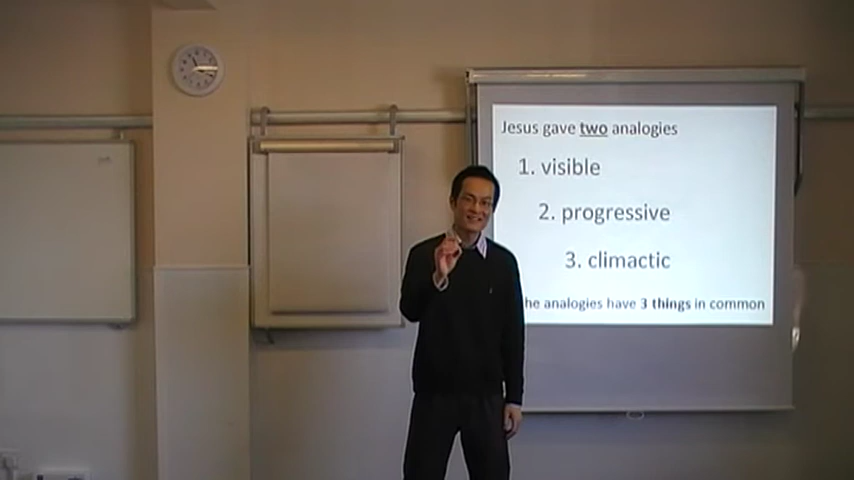 Jesus gave two analogies
1. visible
2. progressive
3. climactic
he analogies have 3 things in common